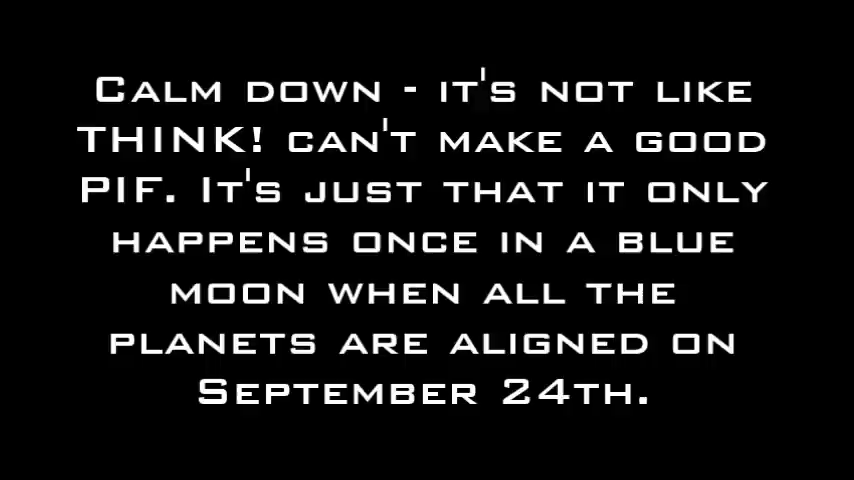 Calm down - it's not like
THINK! can't make a good
PIF. It's just that it only
happens once in a blue
moon when all the
planets are aligned on
September 24th.